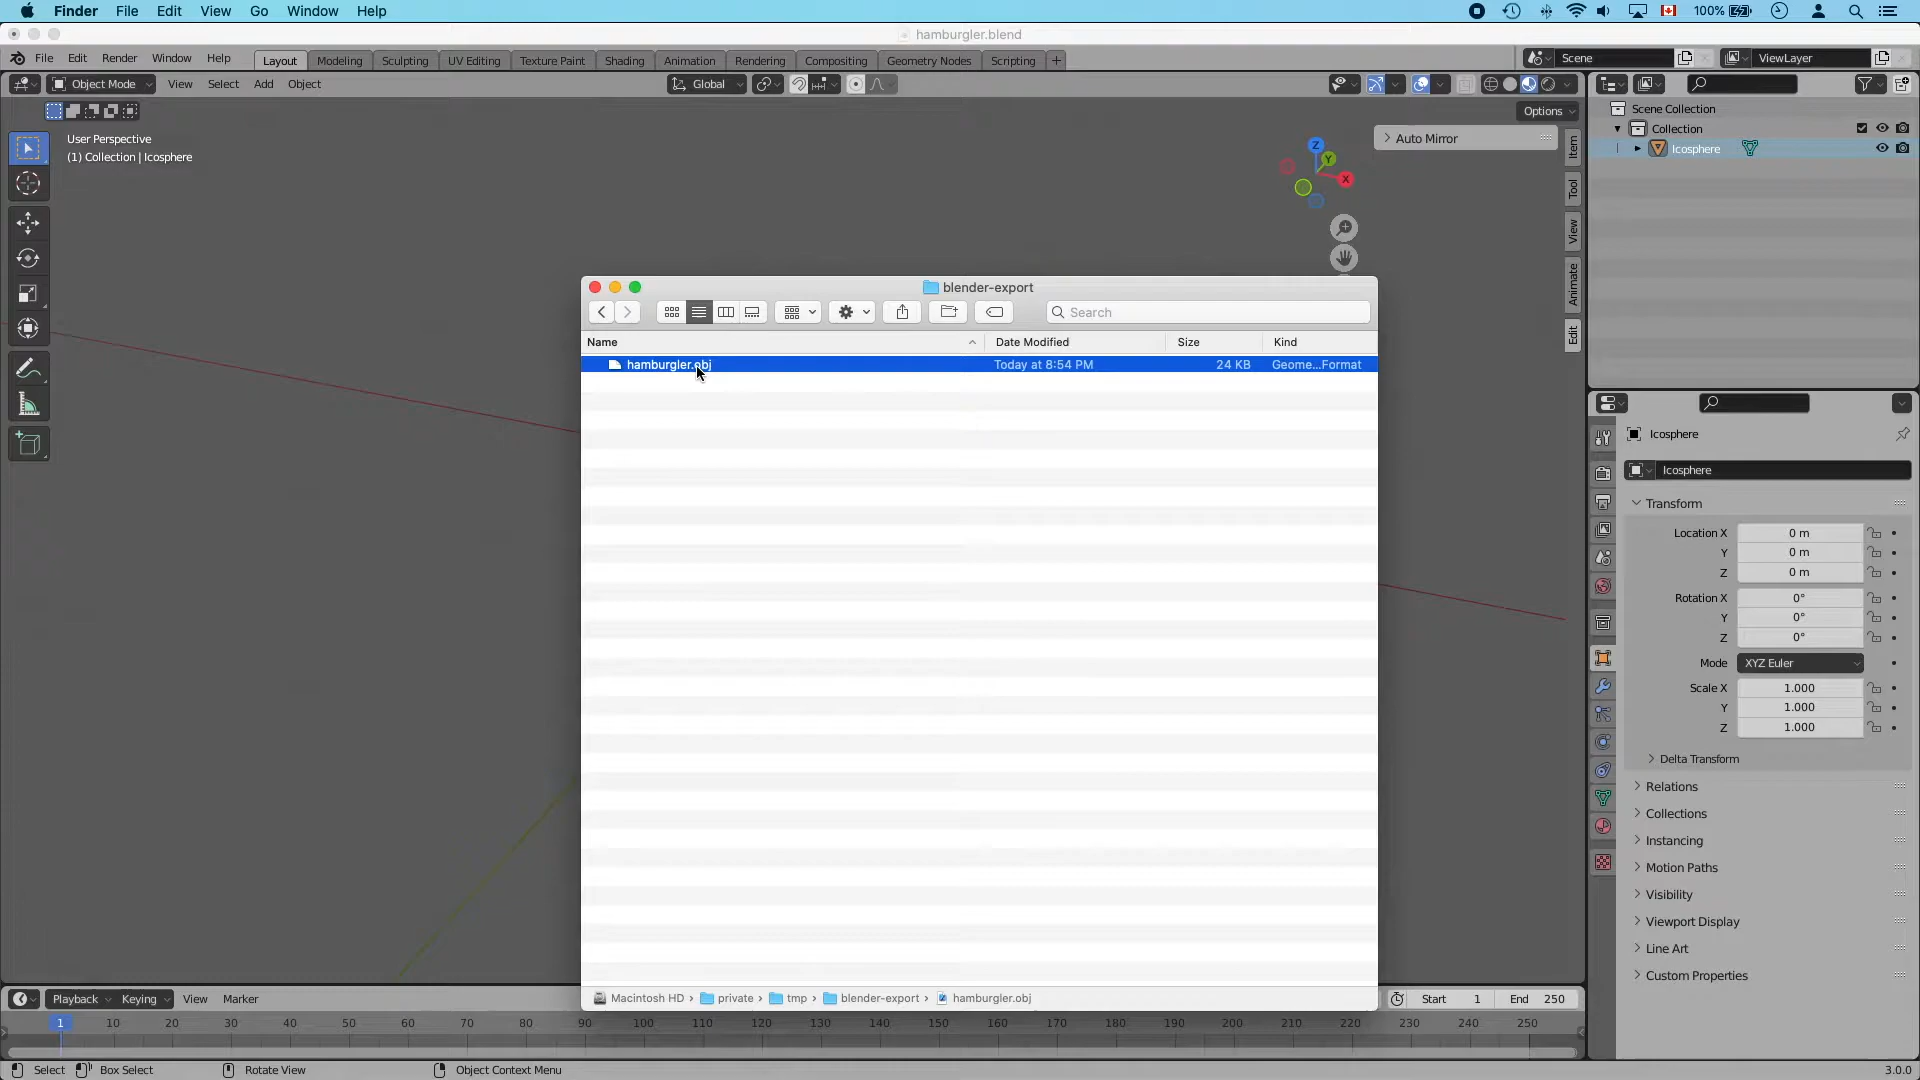 Finder File Edit View Go Window Help 100%
hamburgler.blend
File Edit Render Window Help Layout Modeling Sculpting UV Editing Texture Paint Shading Animation Rendering Compositing Geometry Nodes Scripting + Scene ViewLayer
Object Mode View Select Add Object Global
Options
User Perspective
(1) Collection | Icosphere
Z
Y
X
Auto Mirror
Item
Tool
View
Animate
Edit
Scene Collection
Collection
Icosphere
blender-export
Search
Name Date Modified Size Kind
hamburgler.obj Today at 8:54 PM 24 KB Geome...Format
Macintosh HD › private › tmp › blender-export › hamburgler.obj
Icosphere
Icosphere
Transform
Location X 0 m
Y 0 m
Z 0 m
Rotation X 0°
Y 0°
Z 0°
Mode XYZ Euler
Scale X 1.000
Y 1.000
Z 1.000
Delta Transform
Relations
Collections
Instancing
Motion Paths
Visibility
Viewport Display
Line Art
Custom Properties
Playback Keying View Marker Start 1 End 250
1 10 20 30 40 50 60 70 80 90 100 110 120 130 140 150 160 170 180 190 200 210 220 230 240 250
Select Box Select Rotate View Object Context Menu 3.0.0